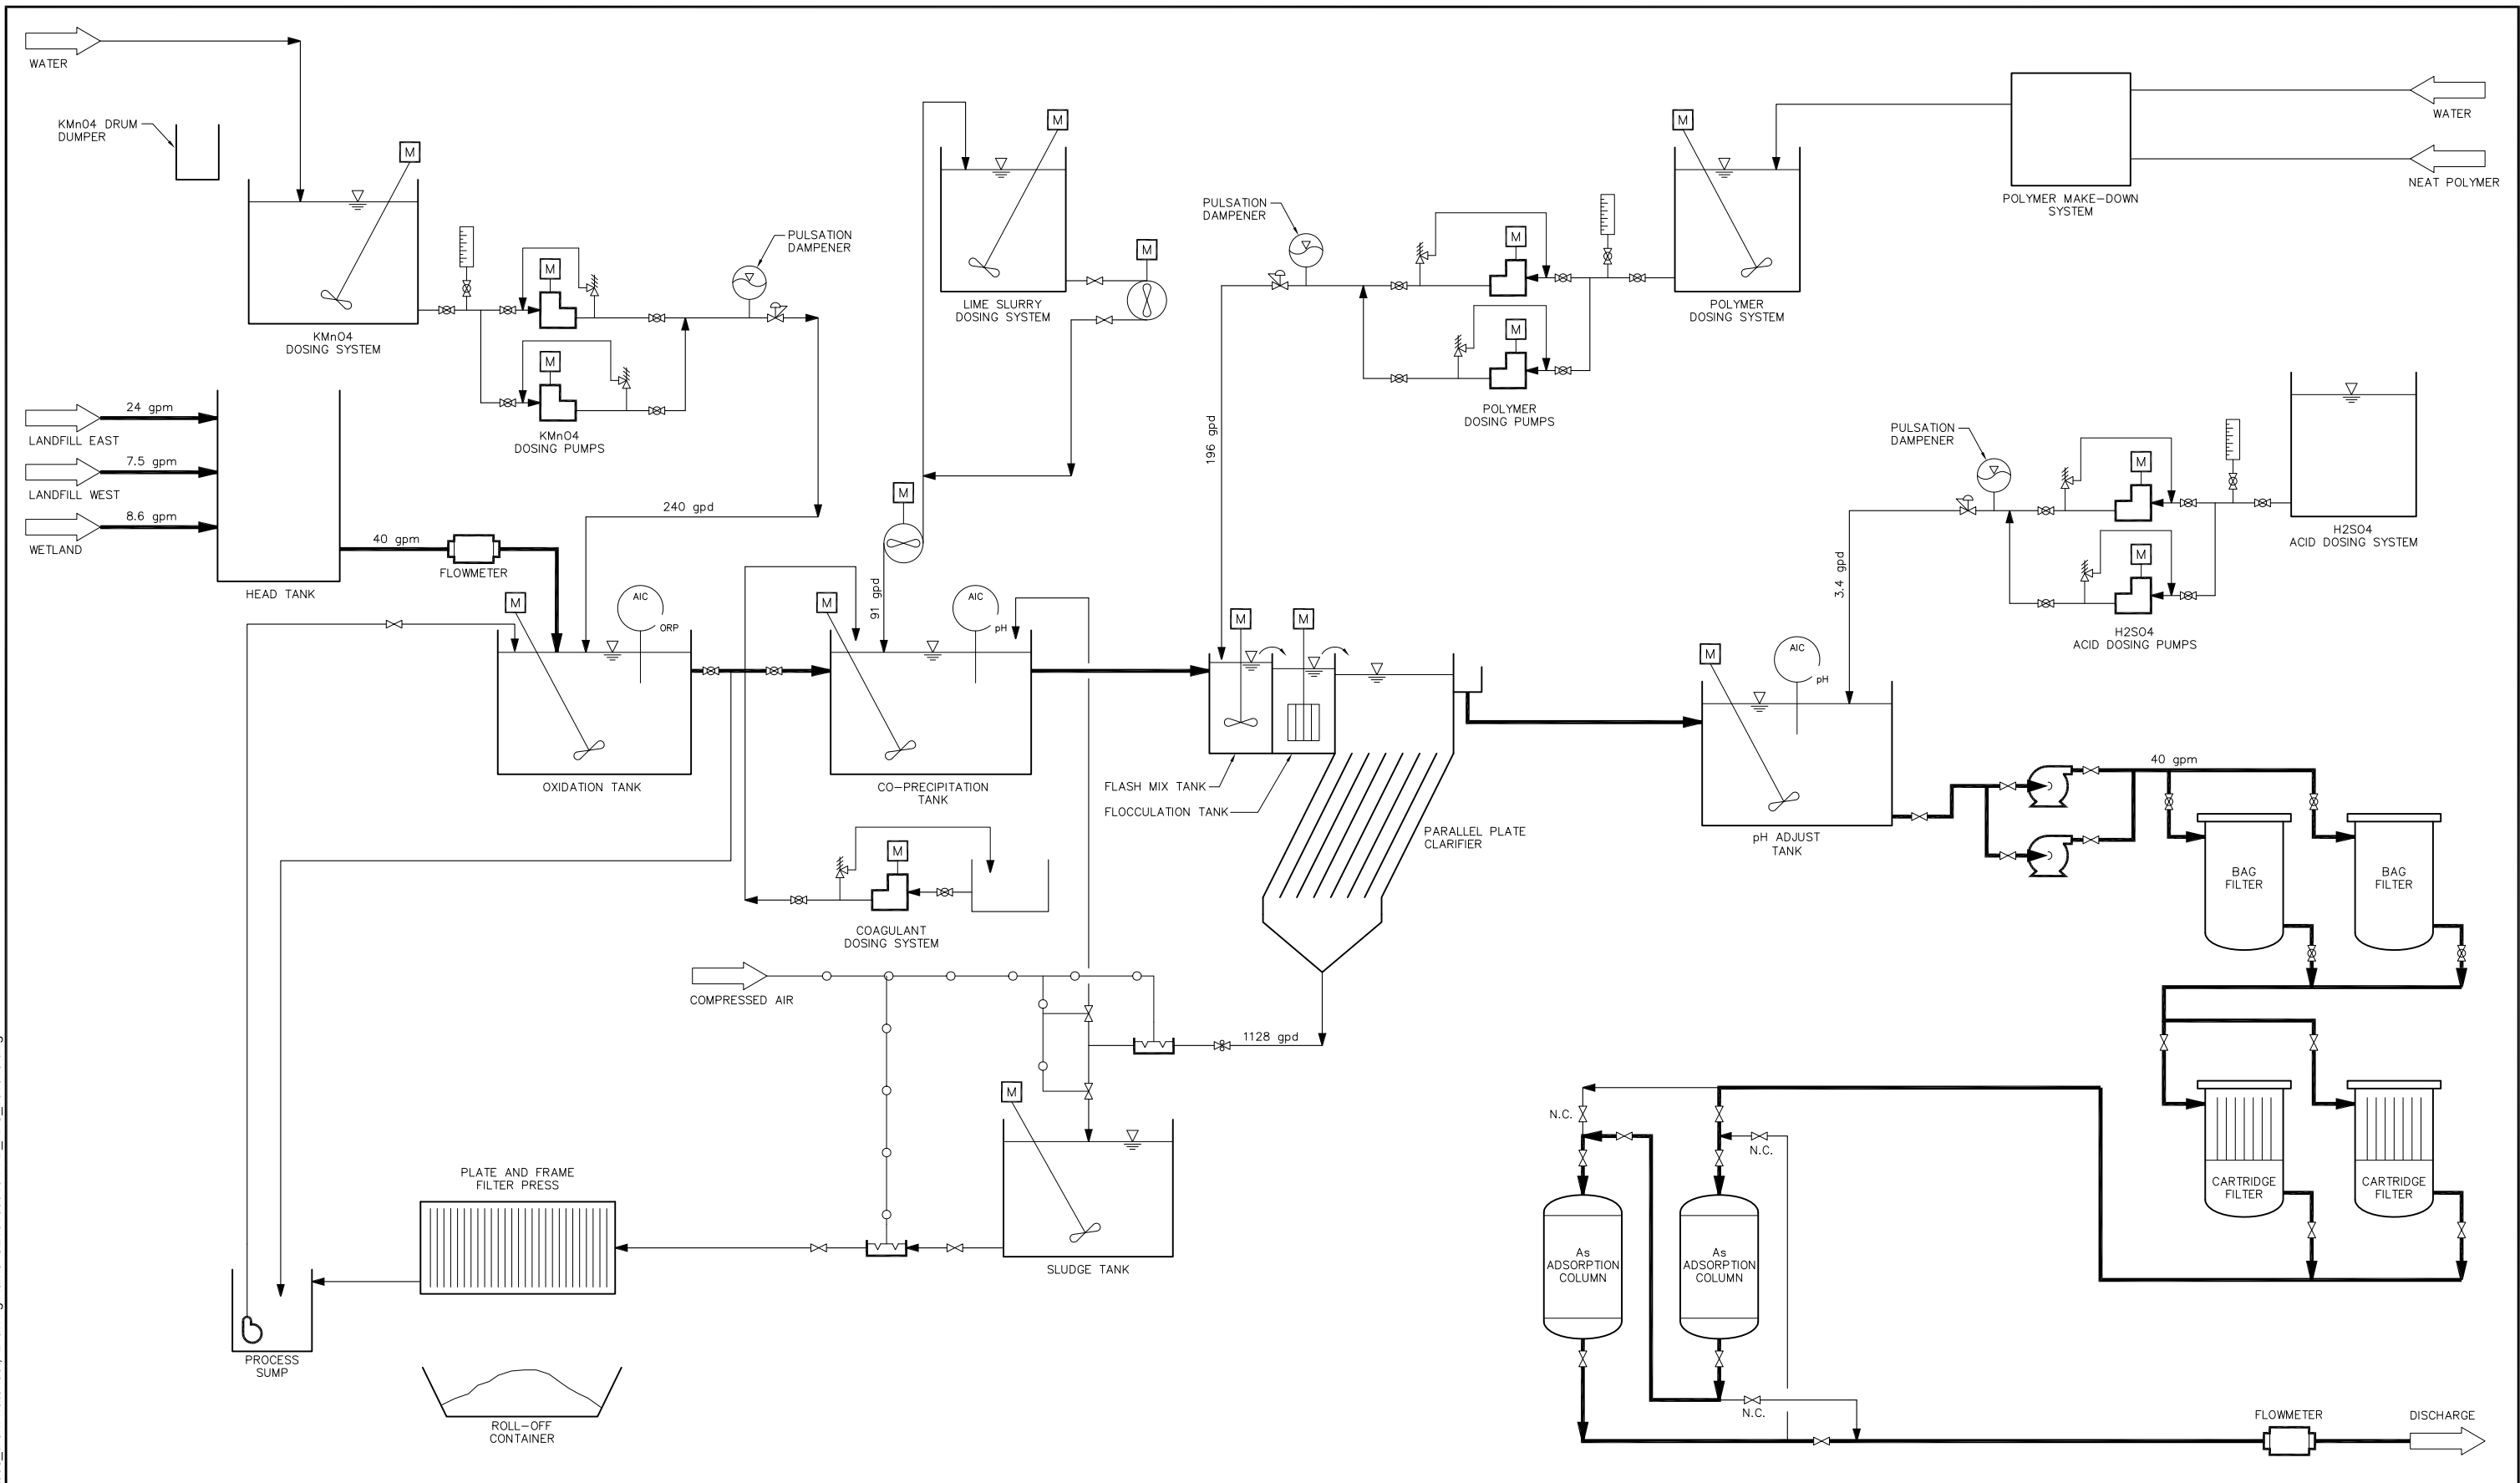 WATER
KMnO4 DRUM
DUMPER
M
KMnO4
DOSING SYSTEM
M
M
KMnO4
DOSING PUMPS
PULSATION
DAMPENER
240 gpd
M
LIME SLURRY
DOSING SYSTEM
M
M
91 gpd
PULSATION
DAMPENER
M
M
POLYMER
DOSING PUMPS
196 gpd
M
POLYMER
DOSING SYSTEM
POLYMER MAKE-DOWN
SYSTEM
WATER
NEAT POLYMER
24 gpm
LANDFILL EAST
7.5 gpm
LANDFILL WEST
8.6 gpm
WETLAND
HEAD TANK
40 gpm
FLOWMETER
M
AIC
ORP
OXIDATION TANK
M
AIC
pH
CO-PRECIPITATION
TANK
M
M
FLASH MIX TANK
FLOCCULATION TANK
PARALLEL PLATE
CLARIFIER
PULSATION
DAMPENER
M
M
H2SO4
ACID DOSING SYSTEM
H2SO4
ACID DOSING PUMPS
3.4 gpd
M
AIC
pH
pH ADJUST
TANK
40 gpm
BAG
FILTER
BAG
FILTER
M
COAGULANT
DOSING SYSTEM
COMPRESSED AIR
1128 gpd
M
SLUDGE TANK
PLATE AND FRAME
FILTER PRESS
PROCESS
SUMP
ROLL-OFF
CONTAINER
N.C.
N.C.
As
ADSORPTION
COLUMN
As
ADSORPTION
COLUMN
N.C.
CARTRIDGE
FILTER
CARTRIDGE
FILTER
FLOWMETER
DISCHARGE